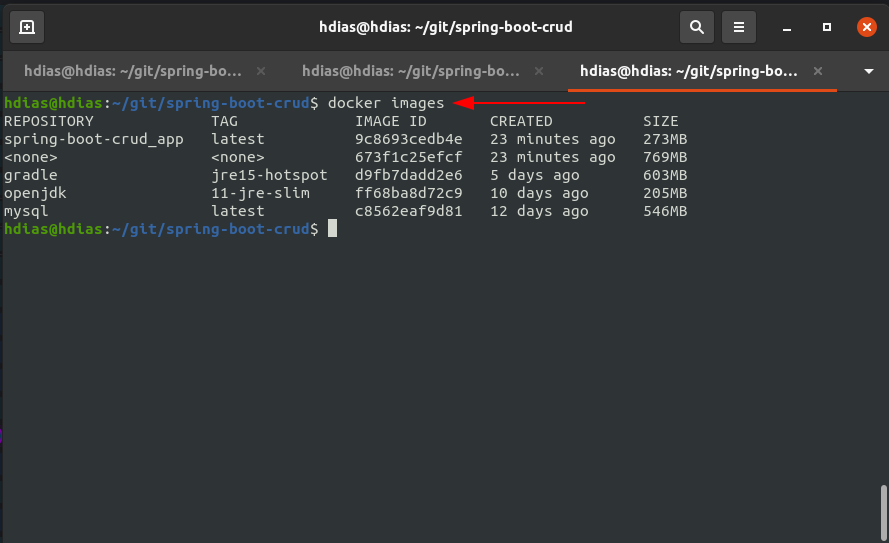 hdias@hdias: ~/git/spring-boot-crud
hdias@hdias: ~/git/spring-bo... hdias@hdias: ~/git/spring-bo... hdias@hdias: ~/git/spring-bo...
hdias@hdias:~/git/spring-boot-crud$ docker images
REPOSITORY TAG IMAGE ID CREATED SIZE
spring-boot-crud_app latest 9c8693cedb4e 23 minutes ago 273MB
<none> <none> 673f1c25efcf 23 minutes ago 769MB
gradle jre15-hotspot d9fb7dadd2e6 5 days ago 603MB
openjdk 11-jre-slim ff68ba8d72c9 10 days ago 205MB
mysql latest c8562eaf9d81 12 days ago 546MB
hdias@hdias:~/git/spring-boot-crud$